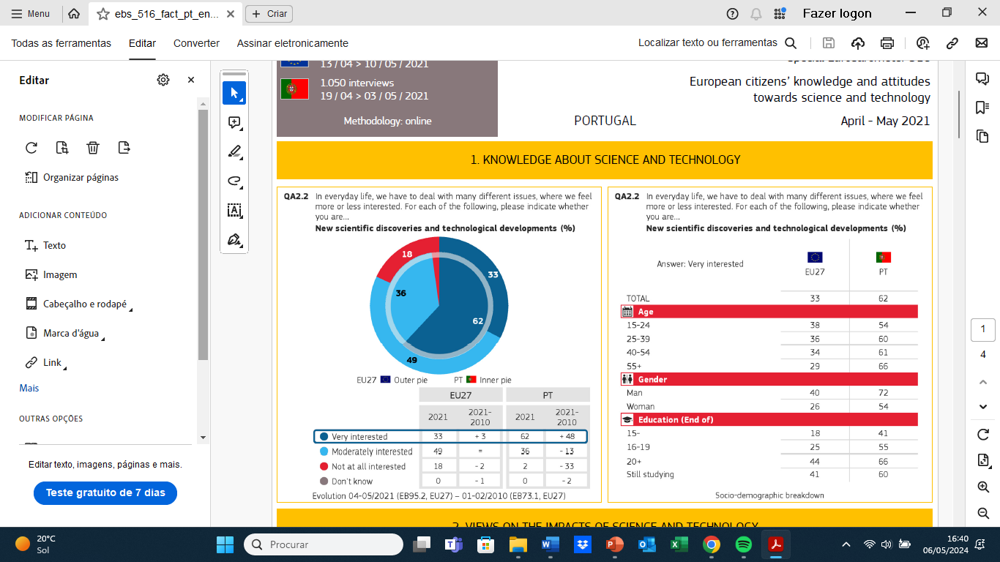 Menu
ebs_516_fact_pt_en...
Criar
Fazer logon
Todas as ferramentas
Editar
Converter
Assinar eletronicamente
Localizar texto ou ferramentas
Editar
MODIFICAR PÁGINA
Organizar páginas
ADICIONAR CONTEÚDO
Texto
Imagem
Cabeçalho e rodapé
Marca d'água
Link
Mais
OUTRAS OPÇÕES
Editar texto, imagens, páginas e mais.
Teste gratuito de 7 dias
13 / 04 > 10 / 05 / 2021
1.050 interviews
19 / 04 > 03 / 05 / 2021
Methodology: online
European citizens' knowledge and attitudes
towards science and technology
PORTUGAL
April - May 2021
1. KNOWLEDGE ABOUT SCIENCE AND TECHNOLOGY
QA2.2 In everyday life, we have to deal with many different issues, where we feel
more or less interested. For each of the following, please indicate whether
you are...
New scientific discoveries and technological developments (%)
18
33
36
62
49
EU27 Outer pie PT Inner pie
EU27 PT
2021 2021-2010 2021 2021-2010
Very interested 33 + 3 62 + 48
Moderately interested 49 = 36 - 13
Not at all interested 18 - 2 2 - 33
Don't know 0 - 1 0 - 2
Evolution 04-05/2021 (EB95.2, EU27) – 01-02/2010 (EB73.1, EU27)
QA2.2 In everyday life, we have to deal with many different issues, where we feel
more or less interested. For each of the following, please indicate whether
you are...
New scientific discoveries and technological developments (%)
Answer: Very interested
EU27 PT
TOTAL 33 62
Age
15-24 38 54
25-39 36 60
40-54 34 61
55+ 29 66
Gender
Man 40 72
Woman 26 54
Education (End of)
15- 18 41
16-19 25 55
20+ 44 66
Still studying 41 60
Socio-demographic breakdown
2. VIEWS ON THE IMPACTS OF SCIENCE AND TECHNOLOGY
1
4
20°C
Sol
Procurar
16:40
06/05/2024